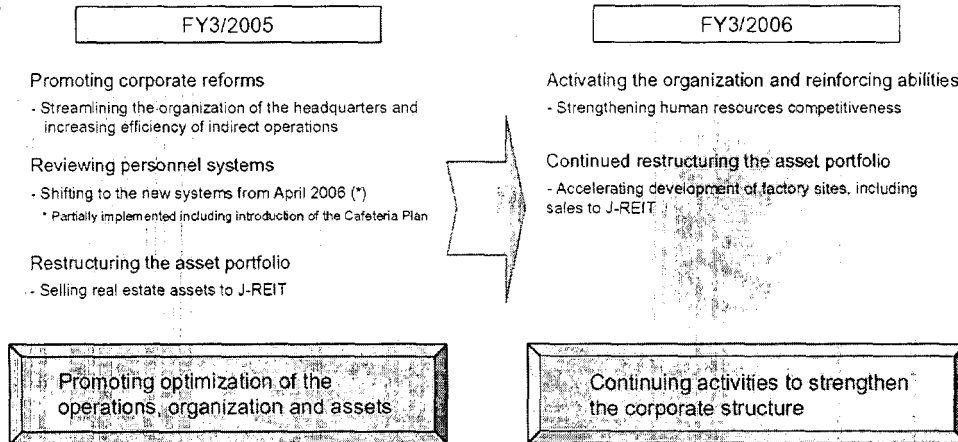 FY3/2005
Promoting corporate reforms
- Streamlining the organization of the headquarters and
increasing efficiency of indirect operations
Reviewing personnel systems
- Shifting to the new systems from April 2006 (*)
* Partially implemented including introduction of the Cafeteria Plan
Restructuring the asset portfolio
- Selling real estate assets to J-REIT
Promoting optimization of the
operations, organization and assets
FY3/2006
Activating the organization and reinforcing abilities
- Strengthening human resources competitiveness
Continued restructuring the asset portfolio
- Accelerating development of factory sites, including
sales to J-REIT
Continuing activities to strengthen
the corporate structure